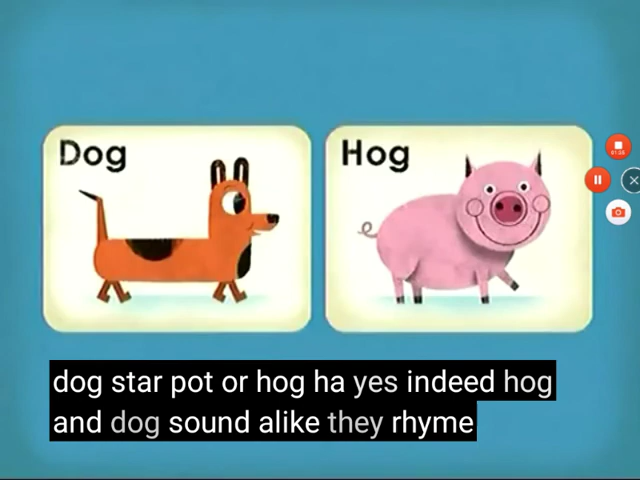 Dog
Hog
dog star pot or hog ha yes indeed hog
and dog sound alike they rhyme